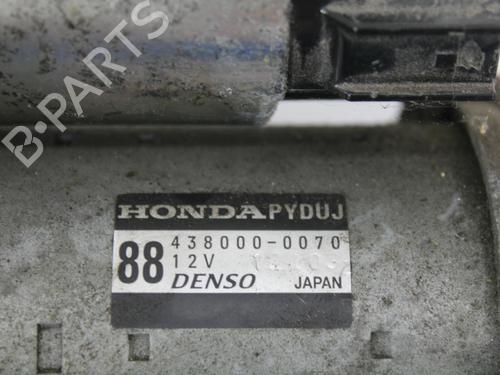 B-PARTS
HONDA PYDUJ
88 438000-0070
12V
DENSO JAPAN